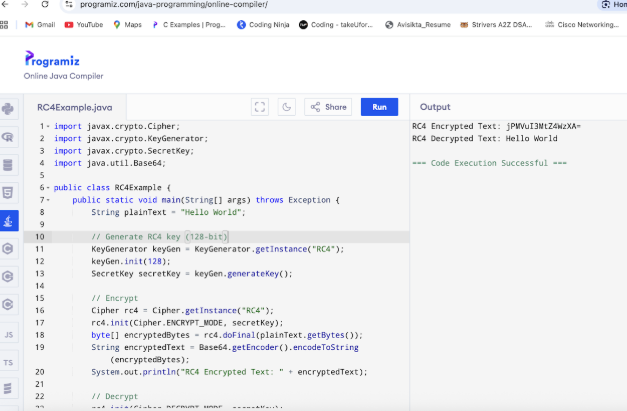 programiz.com/java-programming/online-compiler/
Gmail
YouTube
Maps
C Examples | Prog...
Coding Ninja
Coding - takeUfor...
Avisikta_Resume
Strivers A2Z DSA...
Cisco Networking...
Programiz
Online Java Compiler
RC4Example.java
Share
Run
Output
1 import javax.crypto.Cipher;
2 import javax.crypto.KeyGenerator;
3 import javax.crypto.SecretKey;
4 import java.util.Base64;
5
6 public class RC4Example {
7 public static void main(String[] args) throws Exception {
8 String plainText = "Hello World";
9
10 // Generate RC4 key (128-bit)
11 KeyGenerator keyGen = KeyGenerator.getInstance("RC4");
12 keyGen.init(128);
13 SecretKey secretKey = keyGen.generateKey();
14
15 // Encrypt
16 Cipher rc4 = Cipher.getInstance("RC4");
17 rc4.init(Cipher.ENCRYPT_MODE, secretKey);
18 byte[] encryptedBytes = rc4.doFinal(plainText.getBytes());
19 String encryptedText = Base64.getEncoder().encodeToString
(encryptedBytes);
20 System.out.println("RC4 Encrypted Text: " + encryptedText);
21
22 // Decrypt
RC4 Encrypted Text: jPMVuI3MtZ4WzXA=
RC4 Decrypted Text: Hello World
=== Code Execution Successful ===
JS
TS